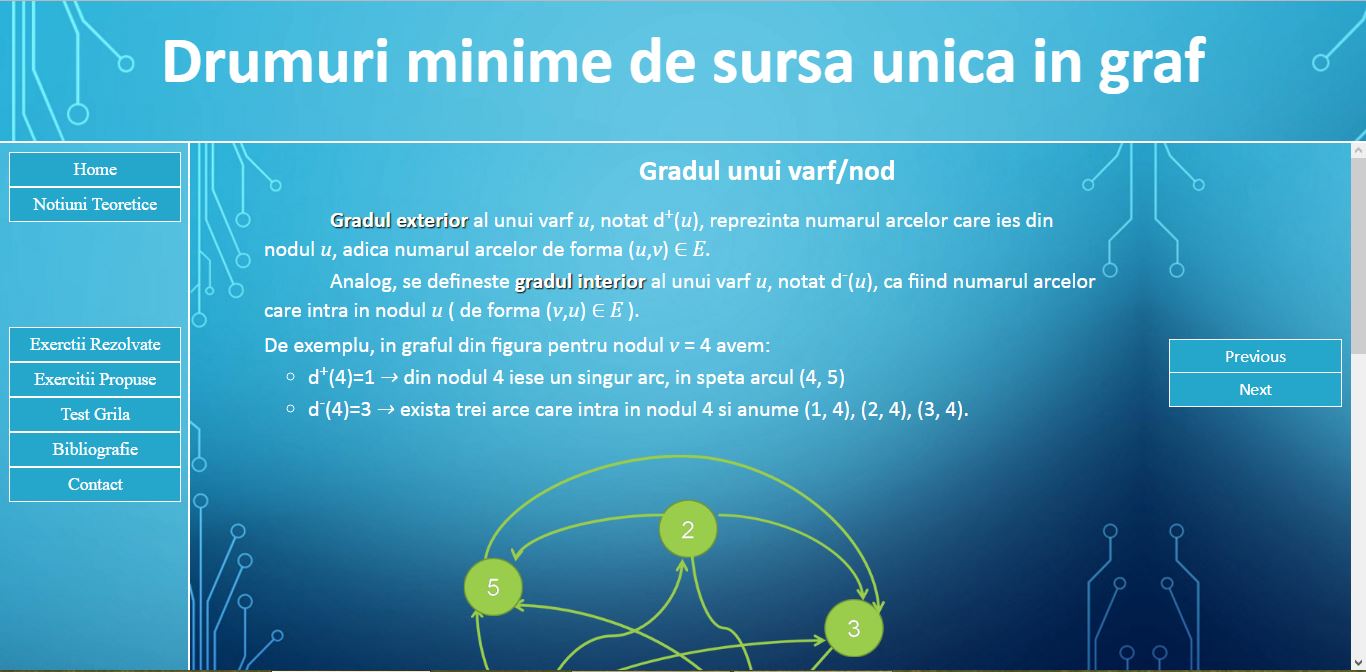 Drumuri minime de sursa unica in graf
Home
Notiuni Teoretice
Exerctii Rezolvate
Exercitii Propuse
Test Grila
Bibliografie
Contact
Gradul unui varf/nod
Gradul exterior al unui varf u, notat d⁺(u), reprezinta numarul arcelor care ies din
nodul u, adica numarul arcelor de forma (u,v) ∈ E.
Analog, se defineste gradul interior al unui varf u, notat d⁻(u), ca fiind numarul arcelor
care intra in nodul u ( de forma (v,u) ∈ E ).
De exemplu, in graful din figura pentru nodul v = 4 avem:
○ d⁺(4)=1 → din nodul 4 iese un singur arc, in speta arcul (4, 5)
○ d⁻(4)=3 → exista trei arce care intra in nodul 4 si anume (1, 4), (2, 4), (3, 4).
Previous
Next
2
5
3